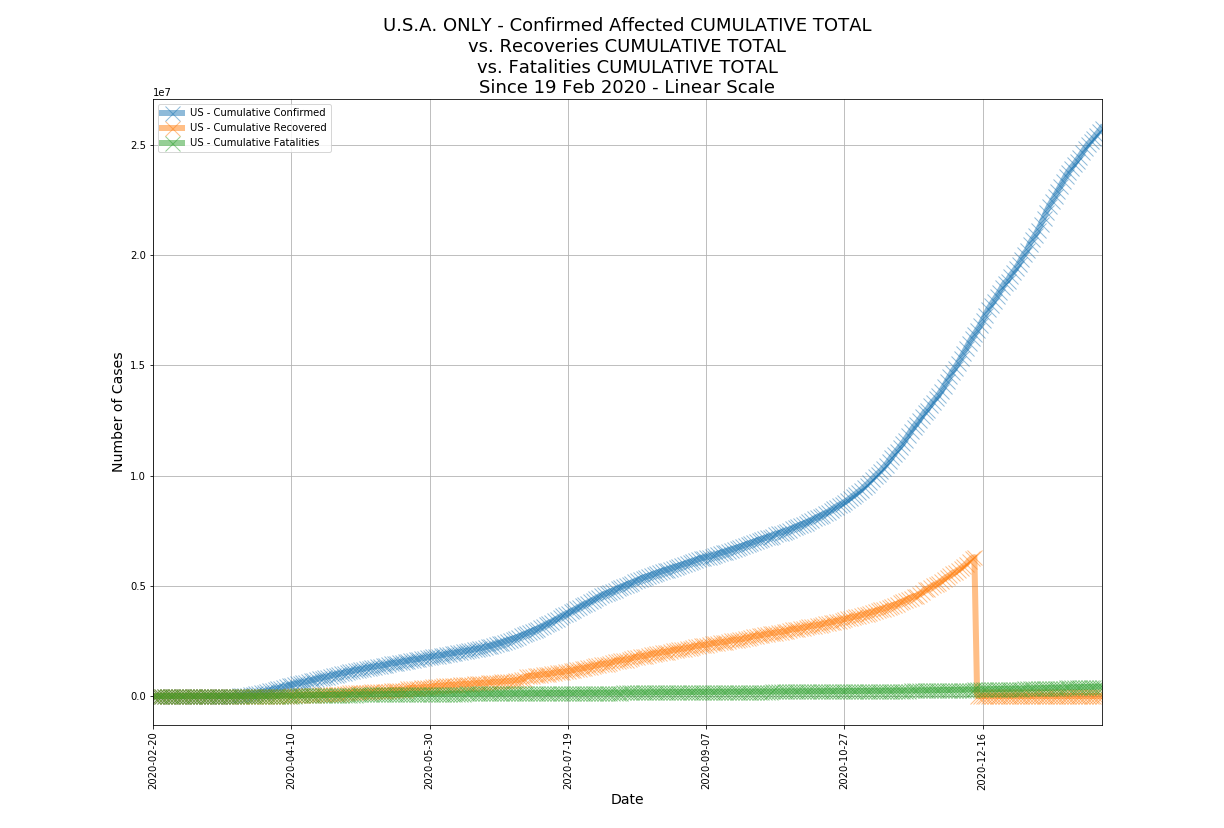 U.S.A. ONLY - Confirmed Affected CUMULATIVE TOTAL
vs. Recoveries CUMULATIVE TOTAL
vs. Fatalities CUMULATIVE TOTAL
Since 19 Feb 2020 - Linear Scale
1e7
US - Cumulative Confirmed
US - Cumulative Recovered
US - Cumulative Fatalities
2.5
2.0
1.5
1.0
0.5
0.0
Number of Cases
2020-02-20
2020-04-10
2020-05-30
2020-07-19
2020-09-07
2020-10-27
2020-12-16
Date